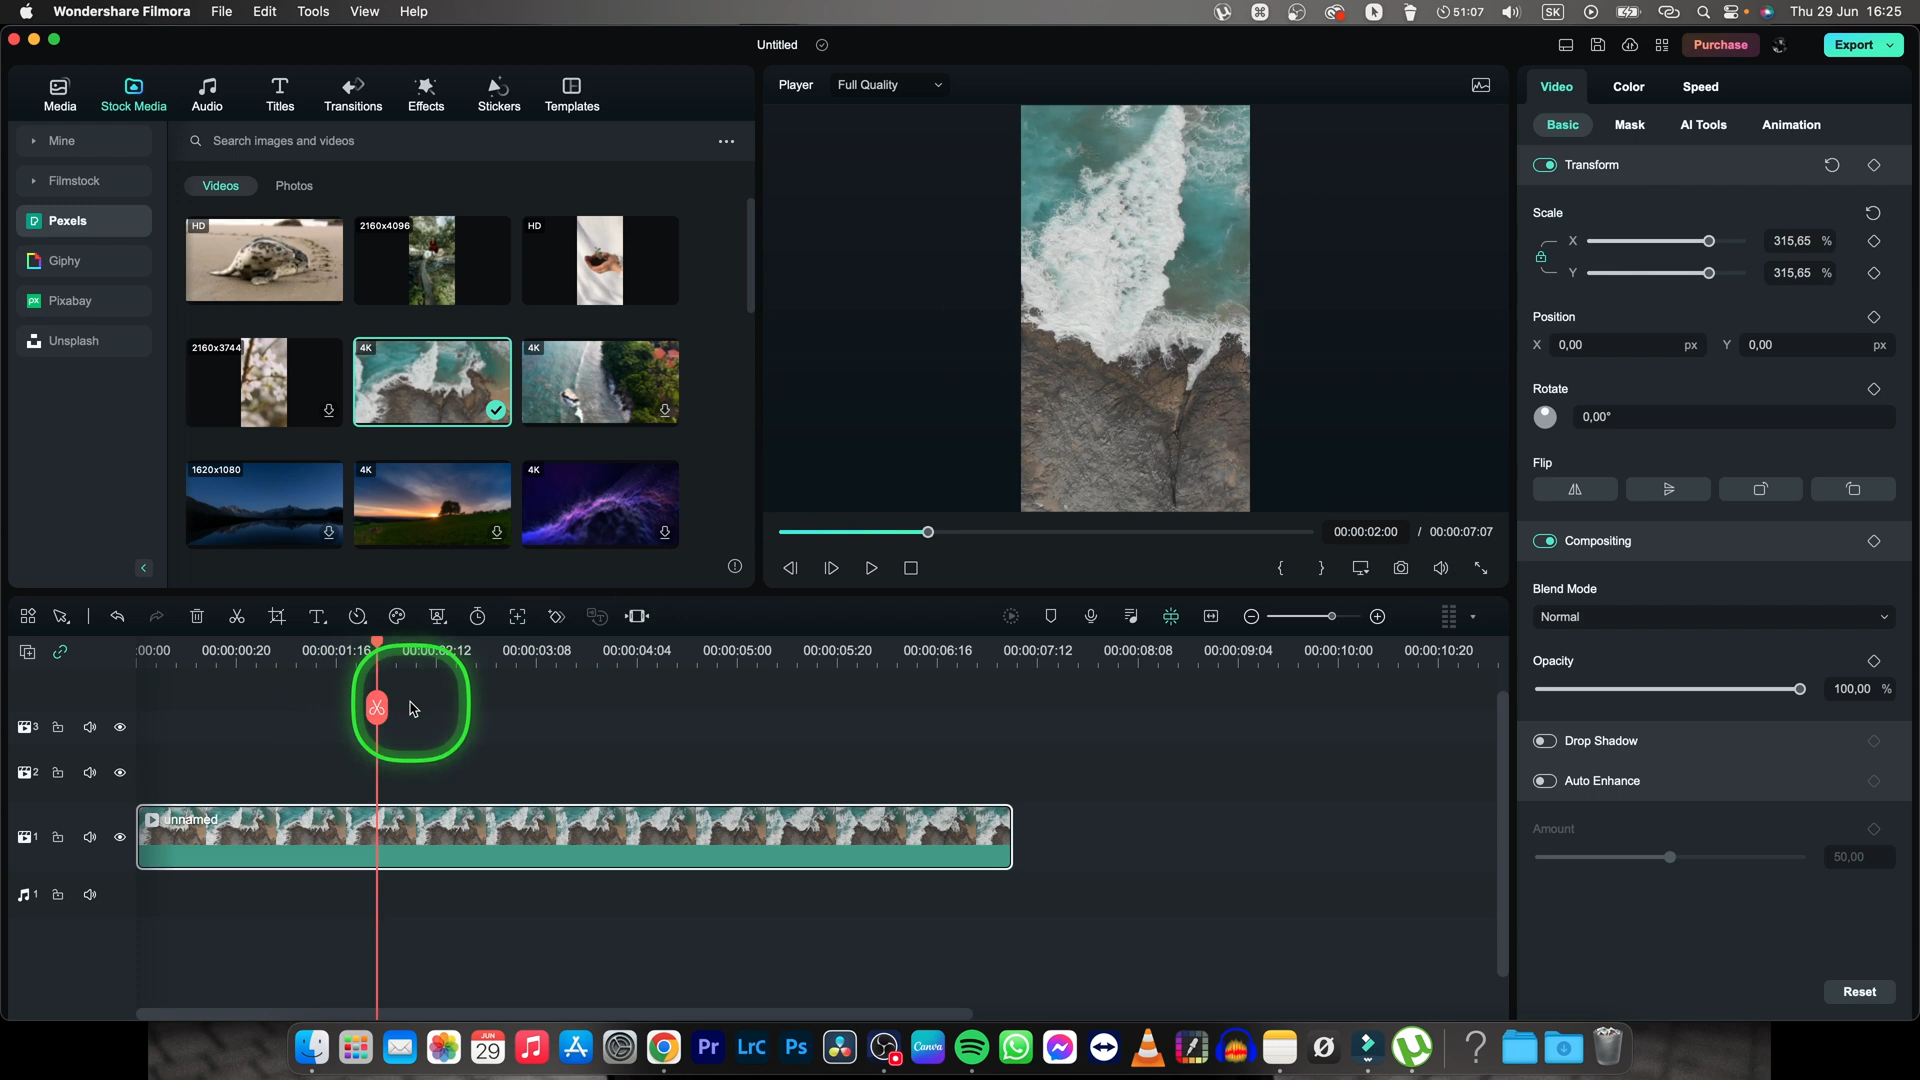 Wondershare Filmora File Edit Tools View Help
51:07 SK Thu 29 Jun 16:25
Untitled
Purchase Export
Media Stock Media Audio Titles Transitions Effects Stickers Templates
Player Full Quality
Video Color Speed
Basic Mask AI Tools Animation
Mine
Filmstock
Pexels
Giphy
px Pixabay
Unsplash
Search images and videos
Videos Photos
HD 2160x4096 HD
2160x3744 4K 4K
1620x1080 4K 4K
00:00:02:00 / 00:00:07:07
Transform
Scale
X 315,65 %
Y 315,65 %
Position
X 0,00 px Y 0,00 px
Rotate
0,00°
Flip
Compositing
Blend Mode
Normal
Opacity
100,00 %
Drop Shadow
Auto Enhance
Amount
50,00
Reset
:00:00 00:00:00:20 00:00:01:16 00:00:02:12 00:00:03:08 00:00:04:04 00:00:05:00 00:00:05:20 00:00:06:16 00:00:07:12 00:00:08:08 00:00:09:04 00:00:10:00 00:00:10:20
3
2
1
unnamed
1
JUN
29
Pr LrC Ps Canva